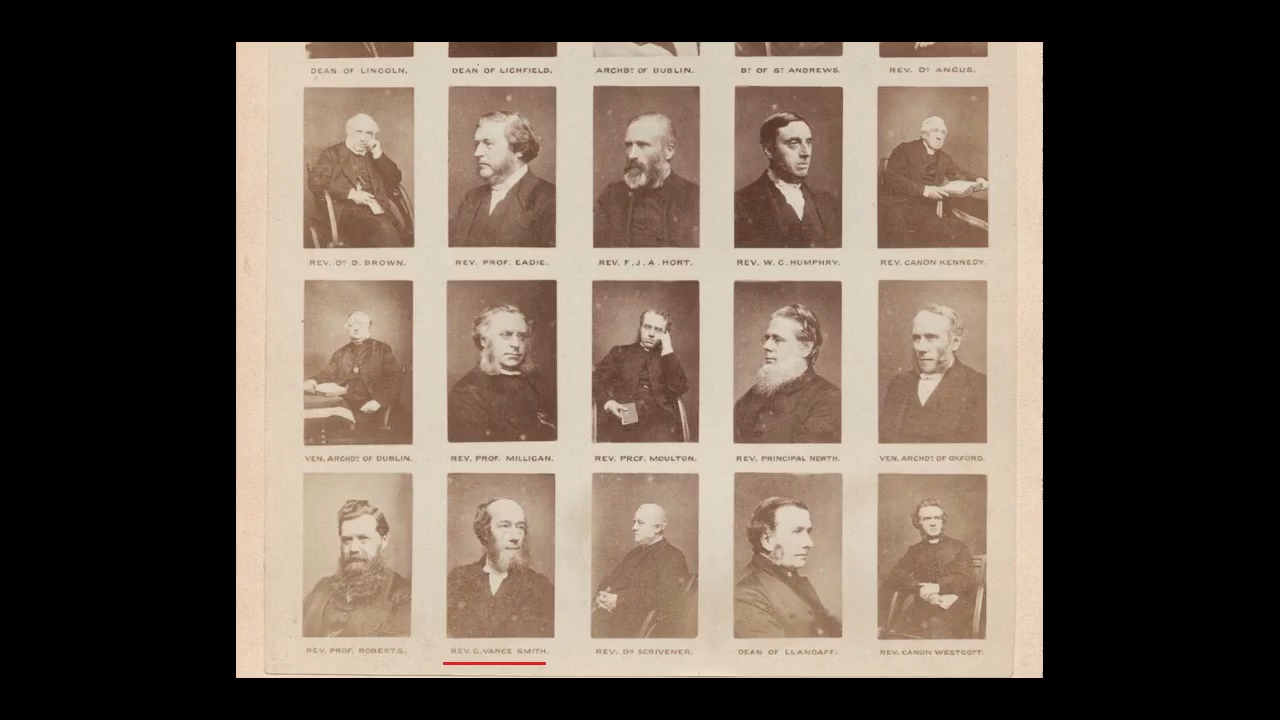 DEAN OF LINCOLN. DEAN OF LICHFIELD. ARCHBP. OF DUBLIN. BP. OF ST. ANDREWS. REV. DR. ANGUS.
REV. DR. D. BROWN. REV. PROF. EADIE. REV. F. J. A. HORT. REV. W. G. HUMPHRY. REV. CANON KENNEDY.
VEN. ARCHDN. OF DUBLIN. REV. PROF. MILLIGAN. REV. PROF. MOULTON. REV. PRINCIPAL NEWTH. VEN. ARCHDN. OF OXFORD.
REV. PROF. ROBERTS. REV. G. VANCE SMITH. REV. DR. SCRIVENER. DEAN OF LLANDAFF. REV. CANON WESTCOTT.